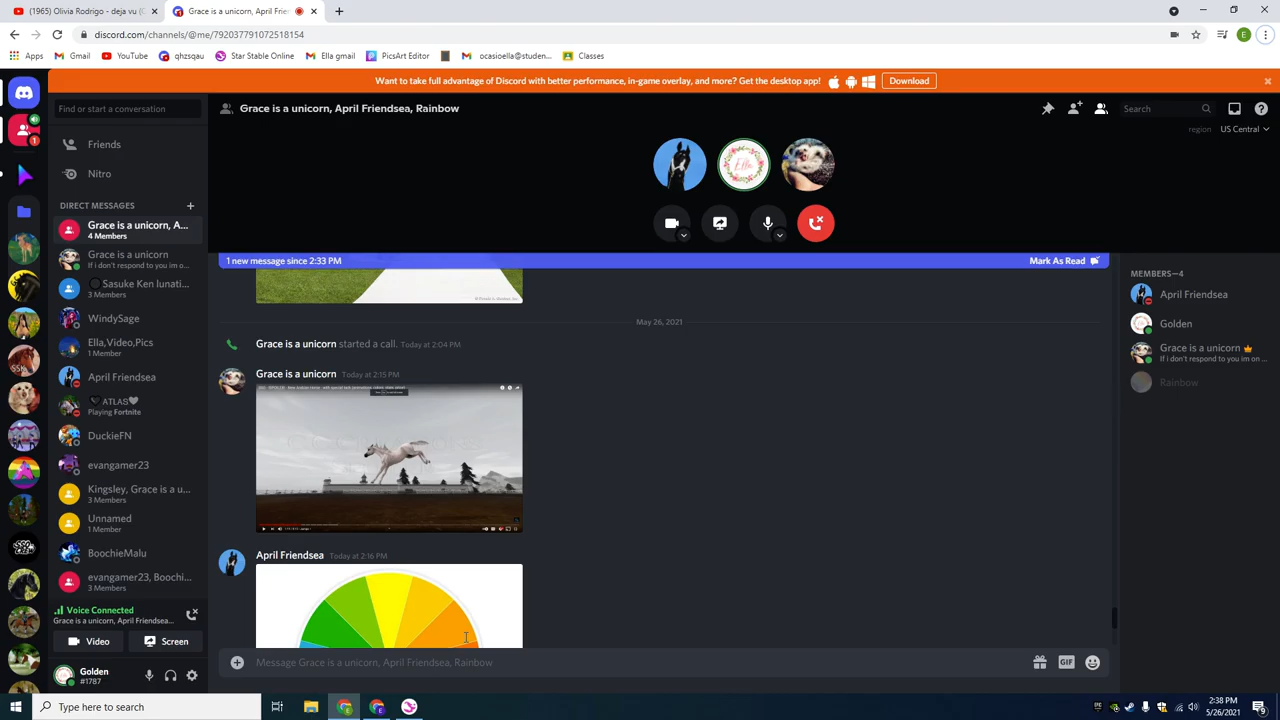 (1965) Olivia Rodrigo - deja vu (
Grace is a unicorn, Apri
discord.com/channels/@me/792037791072518154
Apps
Gmail
YouTube
qhzsqau
Star Stable Online
Ella gmail
PicsArt Editor
ocasioella@studen...
Classes
Want to take full advantage of Discord with better performance, in-game overlay, and more? Get the desktop app!
Download
Find or start a conversation
Grace is a unicorn, April Friendsea, Rainbow
Search
region
US Central
Friends
Nitro
DIRECT MESSAGES
Grace is a unicorn, A...
4 Members
Grace is a unicorn
If i don't respond to you im o...
Sasuke Ken lunati...
3 Members
WindySage
Ella,Video,Pics
1 Member
April Friendsea
ATLAS
Playing Fortnite
DuckieFN
evangamer23
Kingsley, Grace is a u...
3 Members
Unnamed
1 Member
BoochieMalu
evangamer23, Boochi...
3 Members
Voice Connected
Grace is a unicorn, April Friendsea...
Video
Screen
Golden
#1787
Ella
1 new message since 2:33 PM
Mark As Read
May 26, 2021
Grace is a unicorn started a call. Today at 2:04 PM
Grace is a unicorn Today at 2:15 PM
April Friendsea Today at 2:16 PM
Message Grace is a unicorn, April Friendsea, Rainbow
GIF
MEMBERS—4
April Friendsea
Golden
Grace is a unicorn
If i don't respond to you im on ...
Rainbow
Type here to search
2:38 PM
5/26/2021